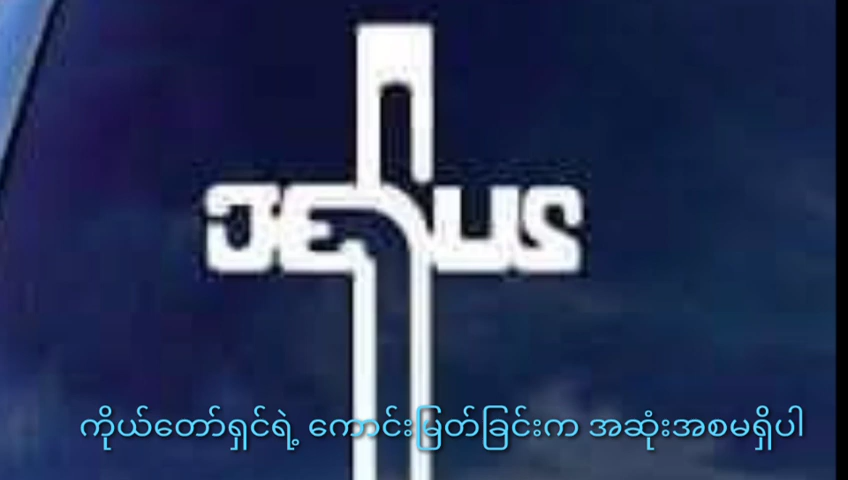 JESUS
ကိုယ်တော်ရှင်ရဲ့ ကောင်းမြတ်ခြင်းက အဆုံးအစမရှိပါ